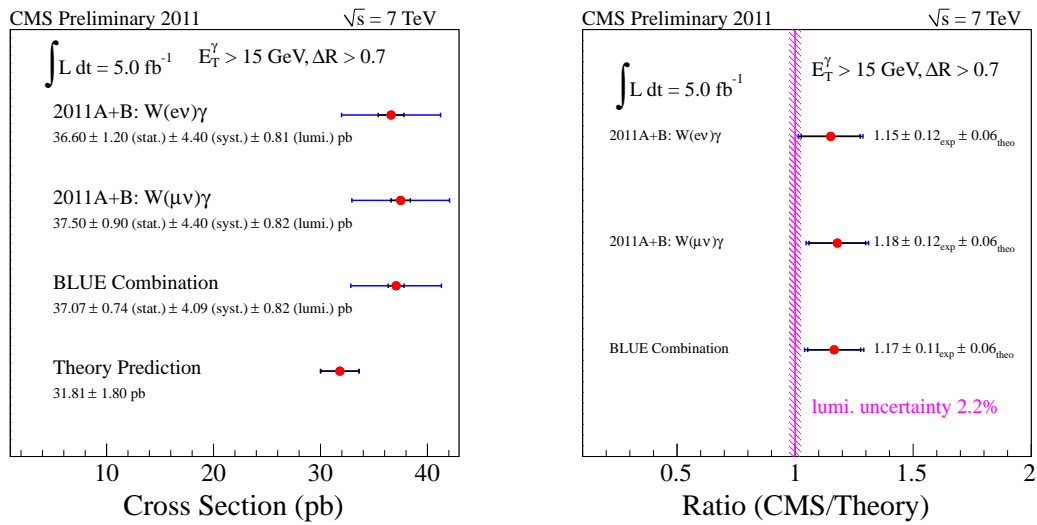 CMS Preliminary 2011 √s = 7 TeV
∫L dt = 5.0 fb⁻¹ E_T^γ > 15 GeV, ΔR > 0.7
2011A+B: W(eν)γ
36.60 ± 1.20 (stat.) ± 4.40 (syst.) ± 0.81 (lumi.) pb
2011A+B: W(μν)γ
37.50 ± 0.90 (stat.) ± 4.40 (syst.) ± 0.82 (lumi.) pb
BLUE Combination
37.07 ± 0.74 (stat.) ± 4.09 (syst.) ± 0.82 (lumi.) pb
Theory Prediction
31.81 ± 1.80 pb
10 20 30 40
Cross Section (pb)
CMS Preliminary 2011 √s = 7 TeV
∫L dt = 5.0 fb⁻¹ E_T^γ > 15 GeV, ΔR > 0.7
2011A+B: W(eν)γ 1.15 ± 0.12_exp ± 0.06_theo
2011A+B: W(μν)γ 1.18 ± 0.12_exp ± 0.06_theo
BLUE Combination 1.17 ± 0.11_exp ± 0.06_theo
lumi. uncertainty 2.2%
0.5 1 1.5 2
Ratio (CMS/Theory)